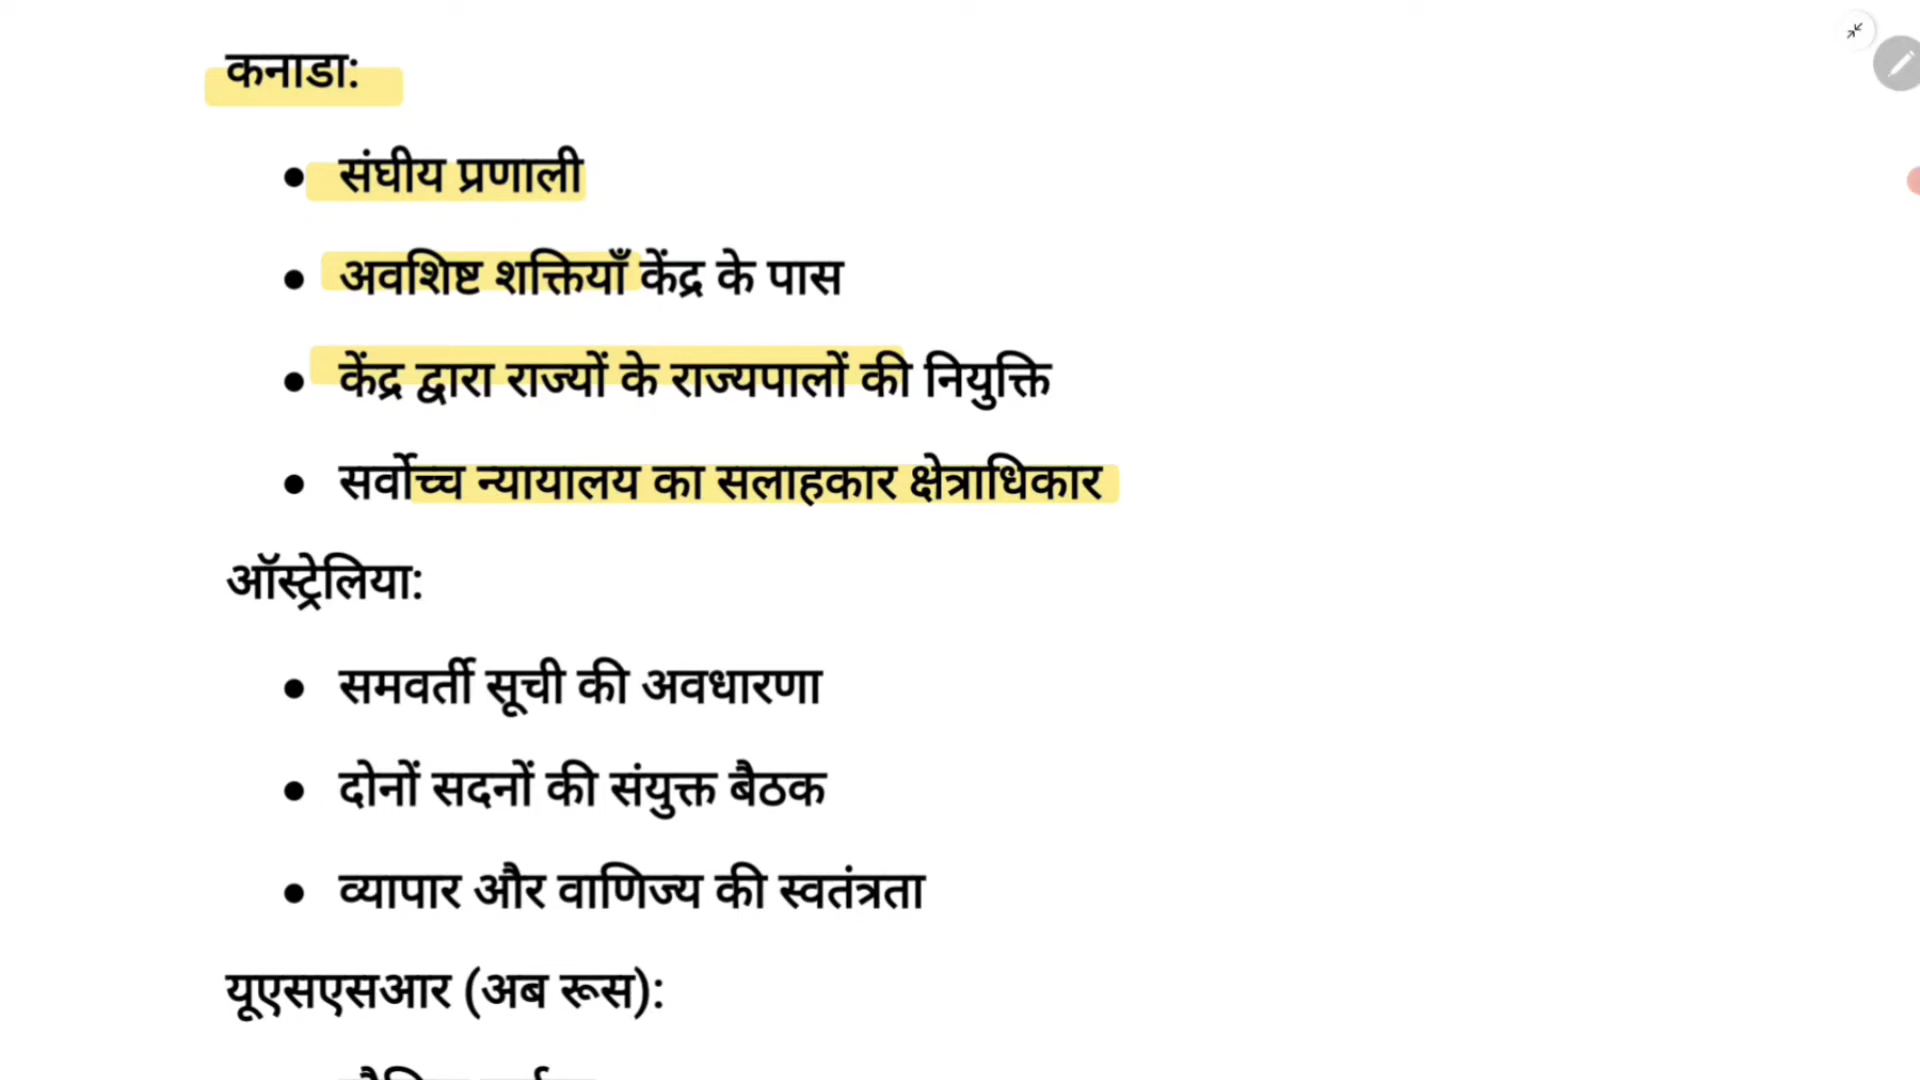 कनाडा:
संघीय प्रणाली
अवशिष्ट शक्तियाँ केंद्र के पास
केंद्र द्वारा राज्यों के राज्यपालों की नियुक्ति
सर्वोच्च न्यायालय का सलाहकार क्षेत्राधिकार
ऑस्ट्रेलिया:
समवर्ती सूची की अवधारणा
दोनों सदनों की संयुक्त बैठक
व्यापार और वाणिज्य की स्वतंत्रता
यूएसएसआर (अब रूस):